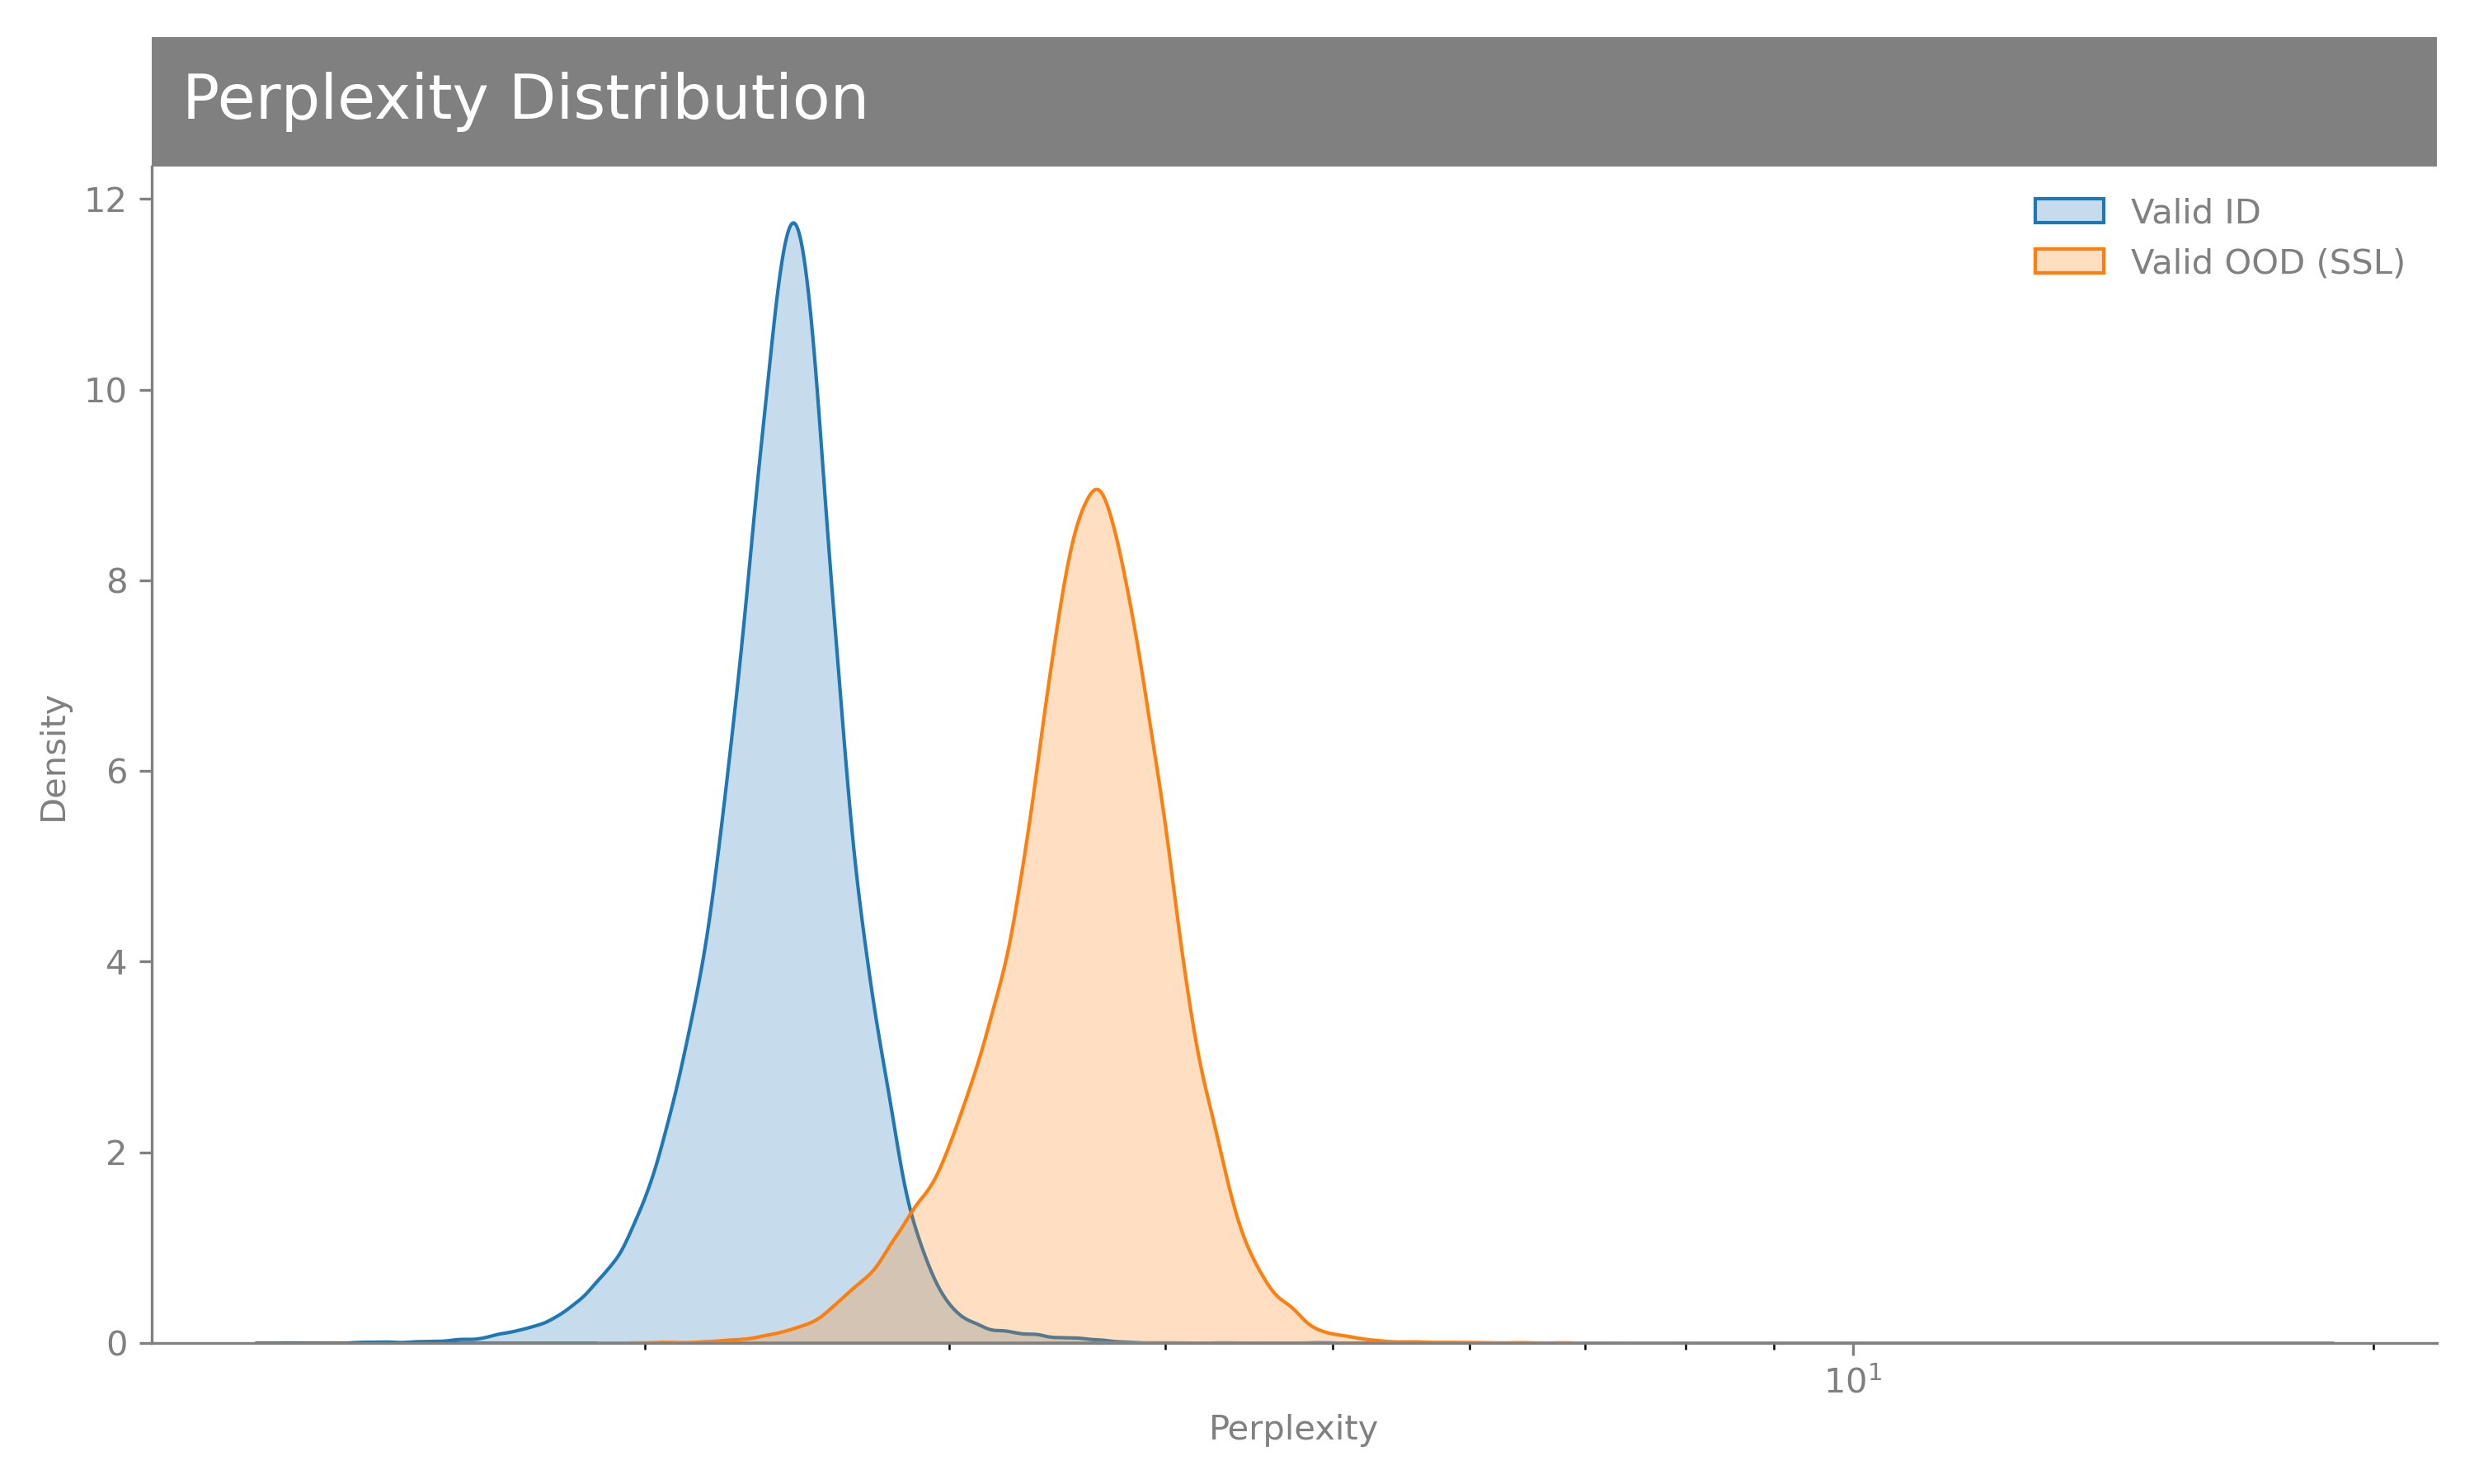 Perplexity Distribution
Valid ID
Valid OOD (SSL)
12
10
8
6
4
2
0
Density
10¹
Perplexity